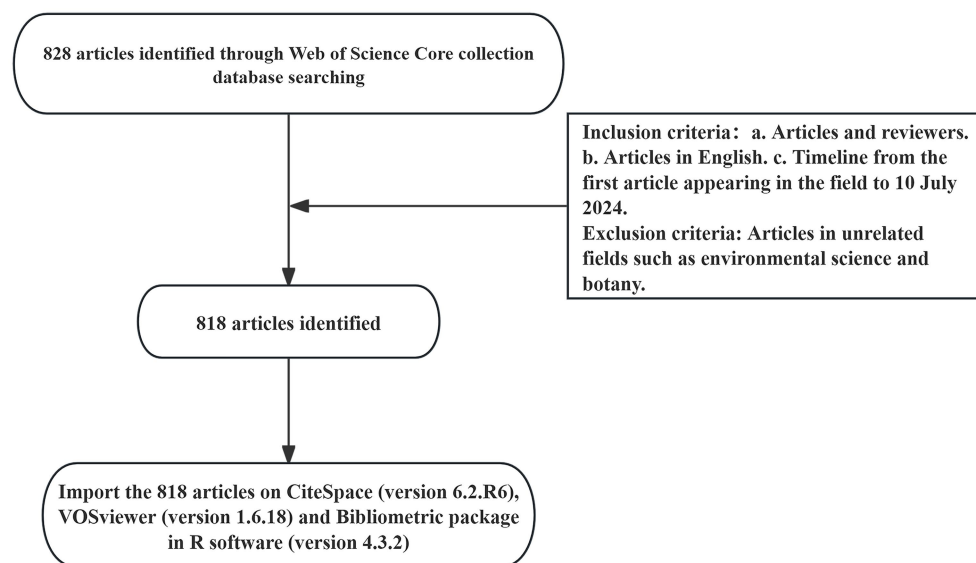 828 articles identified through Web of Science Core collection
database searching
Inclusion criteria：a. Articles and reviewers.
b. Articles in English. c. Timeline from the
first article appearing in the field to 10 July
2024.
Exclusion criteria: Articles in unrelated
fields such as environmental science and
botany.
818 articles identified
Import the 818 articles on CiteSpace (version 6.2.R6),
VOSviewer (version 1.6.18) and Bibliometric package
in R software (version 4.3.2)